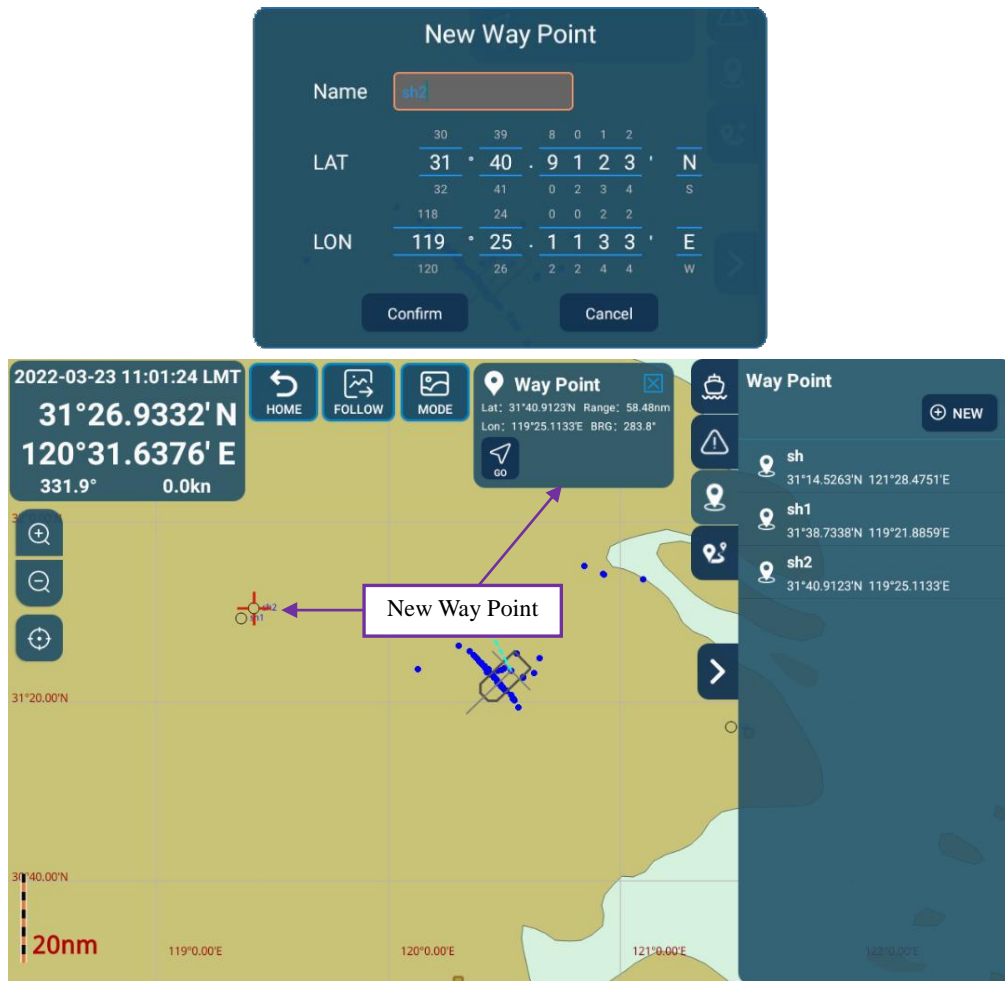 New Way Point
Name sh2
30 39 8 0 1 2
LAT 31 ° 40 . 9 1 2 3 ' N
32 41 0 2 3 4 S
118 24 0 0 2 2
LON 119 ° 25 . 1 1 3 3 ' E
120 26 2 2 4 4 W
Confirm Cancel
2022-03-23 11:01:24 LMT
31°26.9332' N
120°31.6376' E
331.9° 0.0kn
HOME
FOLLOW
MODE
Way Point
Lat: 31°40.9123'N Range: 58.48nm
Lon: 119°25.1133'E BRG: 283.8°
GO
Way Point
NEW
sh
31°14.5263'N 121°28.4751'E
sh1
31°38.7338'N 119°21.8859'E
sh2
31°40.9123'N 119°25.1133'E
sh2
sh1
New Way Point
31°20.00'N
30°40.00'N
20nm
119°0.00'E
120°0.00'E
121°0.00'E
122°0.00'E